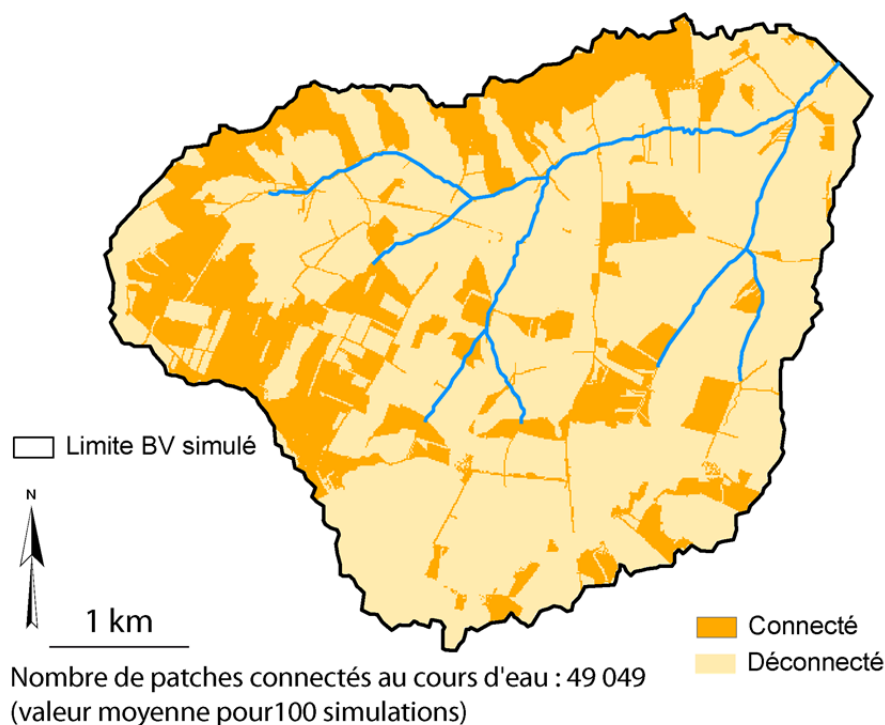 Limite BV simulé
N
1 km
Connecté
Déconnecté
Nombre de patches connectés au cours d'eau : 49 049
(valeur moyenne pour100 simulations)